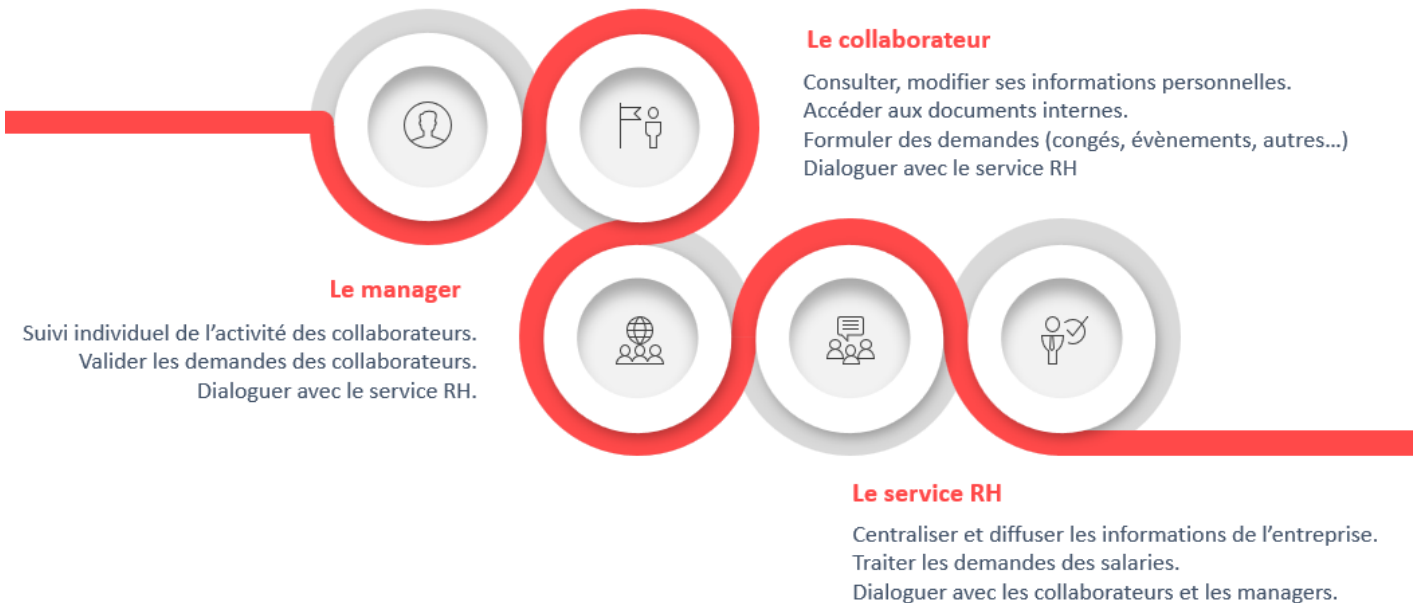 Le collaborateur
Consulter, modifier ses informations personnelles.
Accéder aux documents internes.
Formuler des demandes (congés, évènements, autres…)
Dialoguer avec le service RH
Le manager
Suivi individuel de l’activité des collaborateurs.
Valider les demandes des collaborateurs.
Dialoguer avec le service RH.
Le service RH
Centraliser et diffuser les informations de l’entreprise.
Traiter les demandes des salaries.
Dialoguer avec les collaborateurs et les managers.